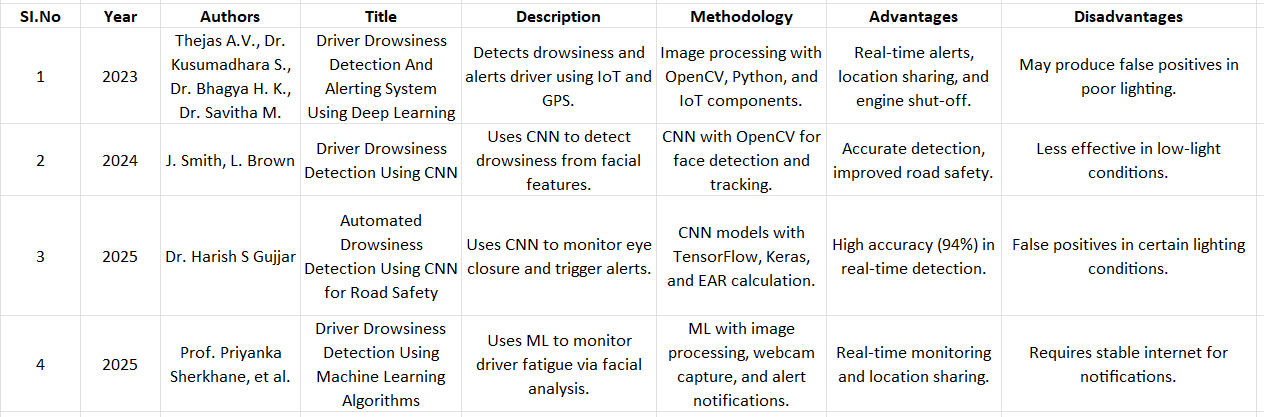 SI.No Year Authors Title Description Methodology Advantages Disadvantages
1
2023
Thejas A.V., Dr.
Kusumadhara S.,
Dr. Bhagya H. K.,
Dr. Savitha M.
Driver Drowsiness
Detection And
Alerting System
Using Deep Learning
Detects drowsiness and
alerts driver using IoT and
GPS.
Image processing with
OpenCV, Python, and
IoT components.
Real-time alerts,
location sharing, and
engine shut-off.
May produce false positives in
poor lighting.
2
2024
J. Smith, L. Brown
Driver Drowsiness
Detection Using CNN
Uses CNN to detect
drowsiness from facial
features.
CNN with OpenCV for
face detection and
tracking.
Accurate detection,
improved road safety.
Less effective in low-light
conditions.
3
2025
Dr. Harish S Gujjar
Automated
Drowsiness
Detection Using CNN
for Road Safety
Uses CNN to monitor eye
closure and trigger alerts.
CNN models with
TensorFlow, Keras,
and EAR calculation.
High accuracy (94%) in
real-time detection.
False positives in certain lighting
conditions.
4
2025
Prof. Priyanka
Sherkhane, et al.
Driver Drowsiness
Detection Using
Machine Learning
Algorithms
Uses ML to monitor
driver fatigue via facial
analysis.
ML with image
processing, webcam
capture, and alert
notifications.
Real-time monitoring
and location sharing.
Requires stable internet for
notifications.